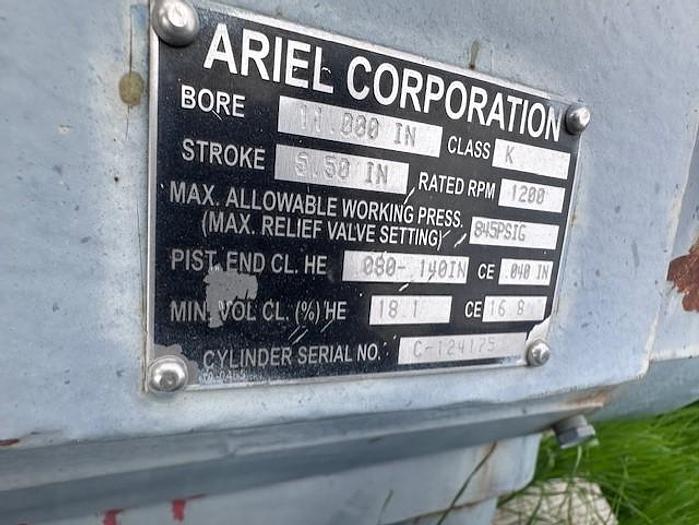 ARIEL CORPORATION
BORE 11.000 IN CLASS K
STROKE 5.50 IN RATED RPM 1200
MAX. ALLOWABLE WORKING PRESS.
(MAX. RELIEF VALVE SETTING) 845PSIG
PIST. END CL. HE .080-.140IN CE .040 IN
MIN. VOL CL. (%) HE 18.1 CE 16.8
CYLINDER SERIAL NO. C-124175